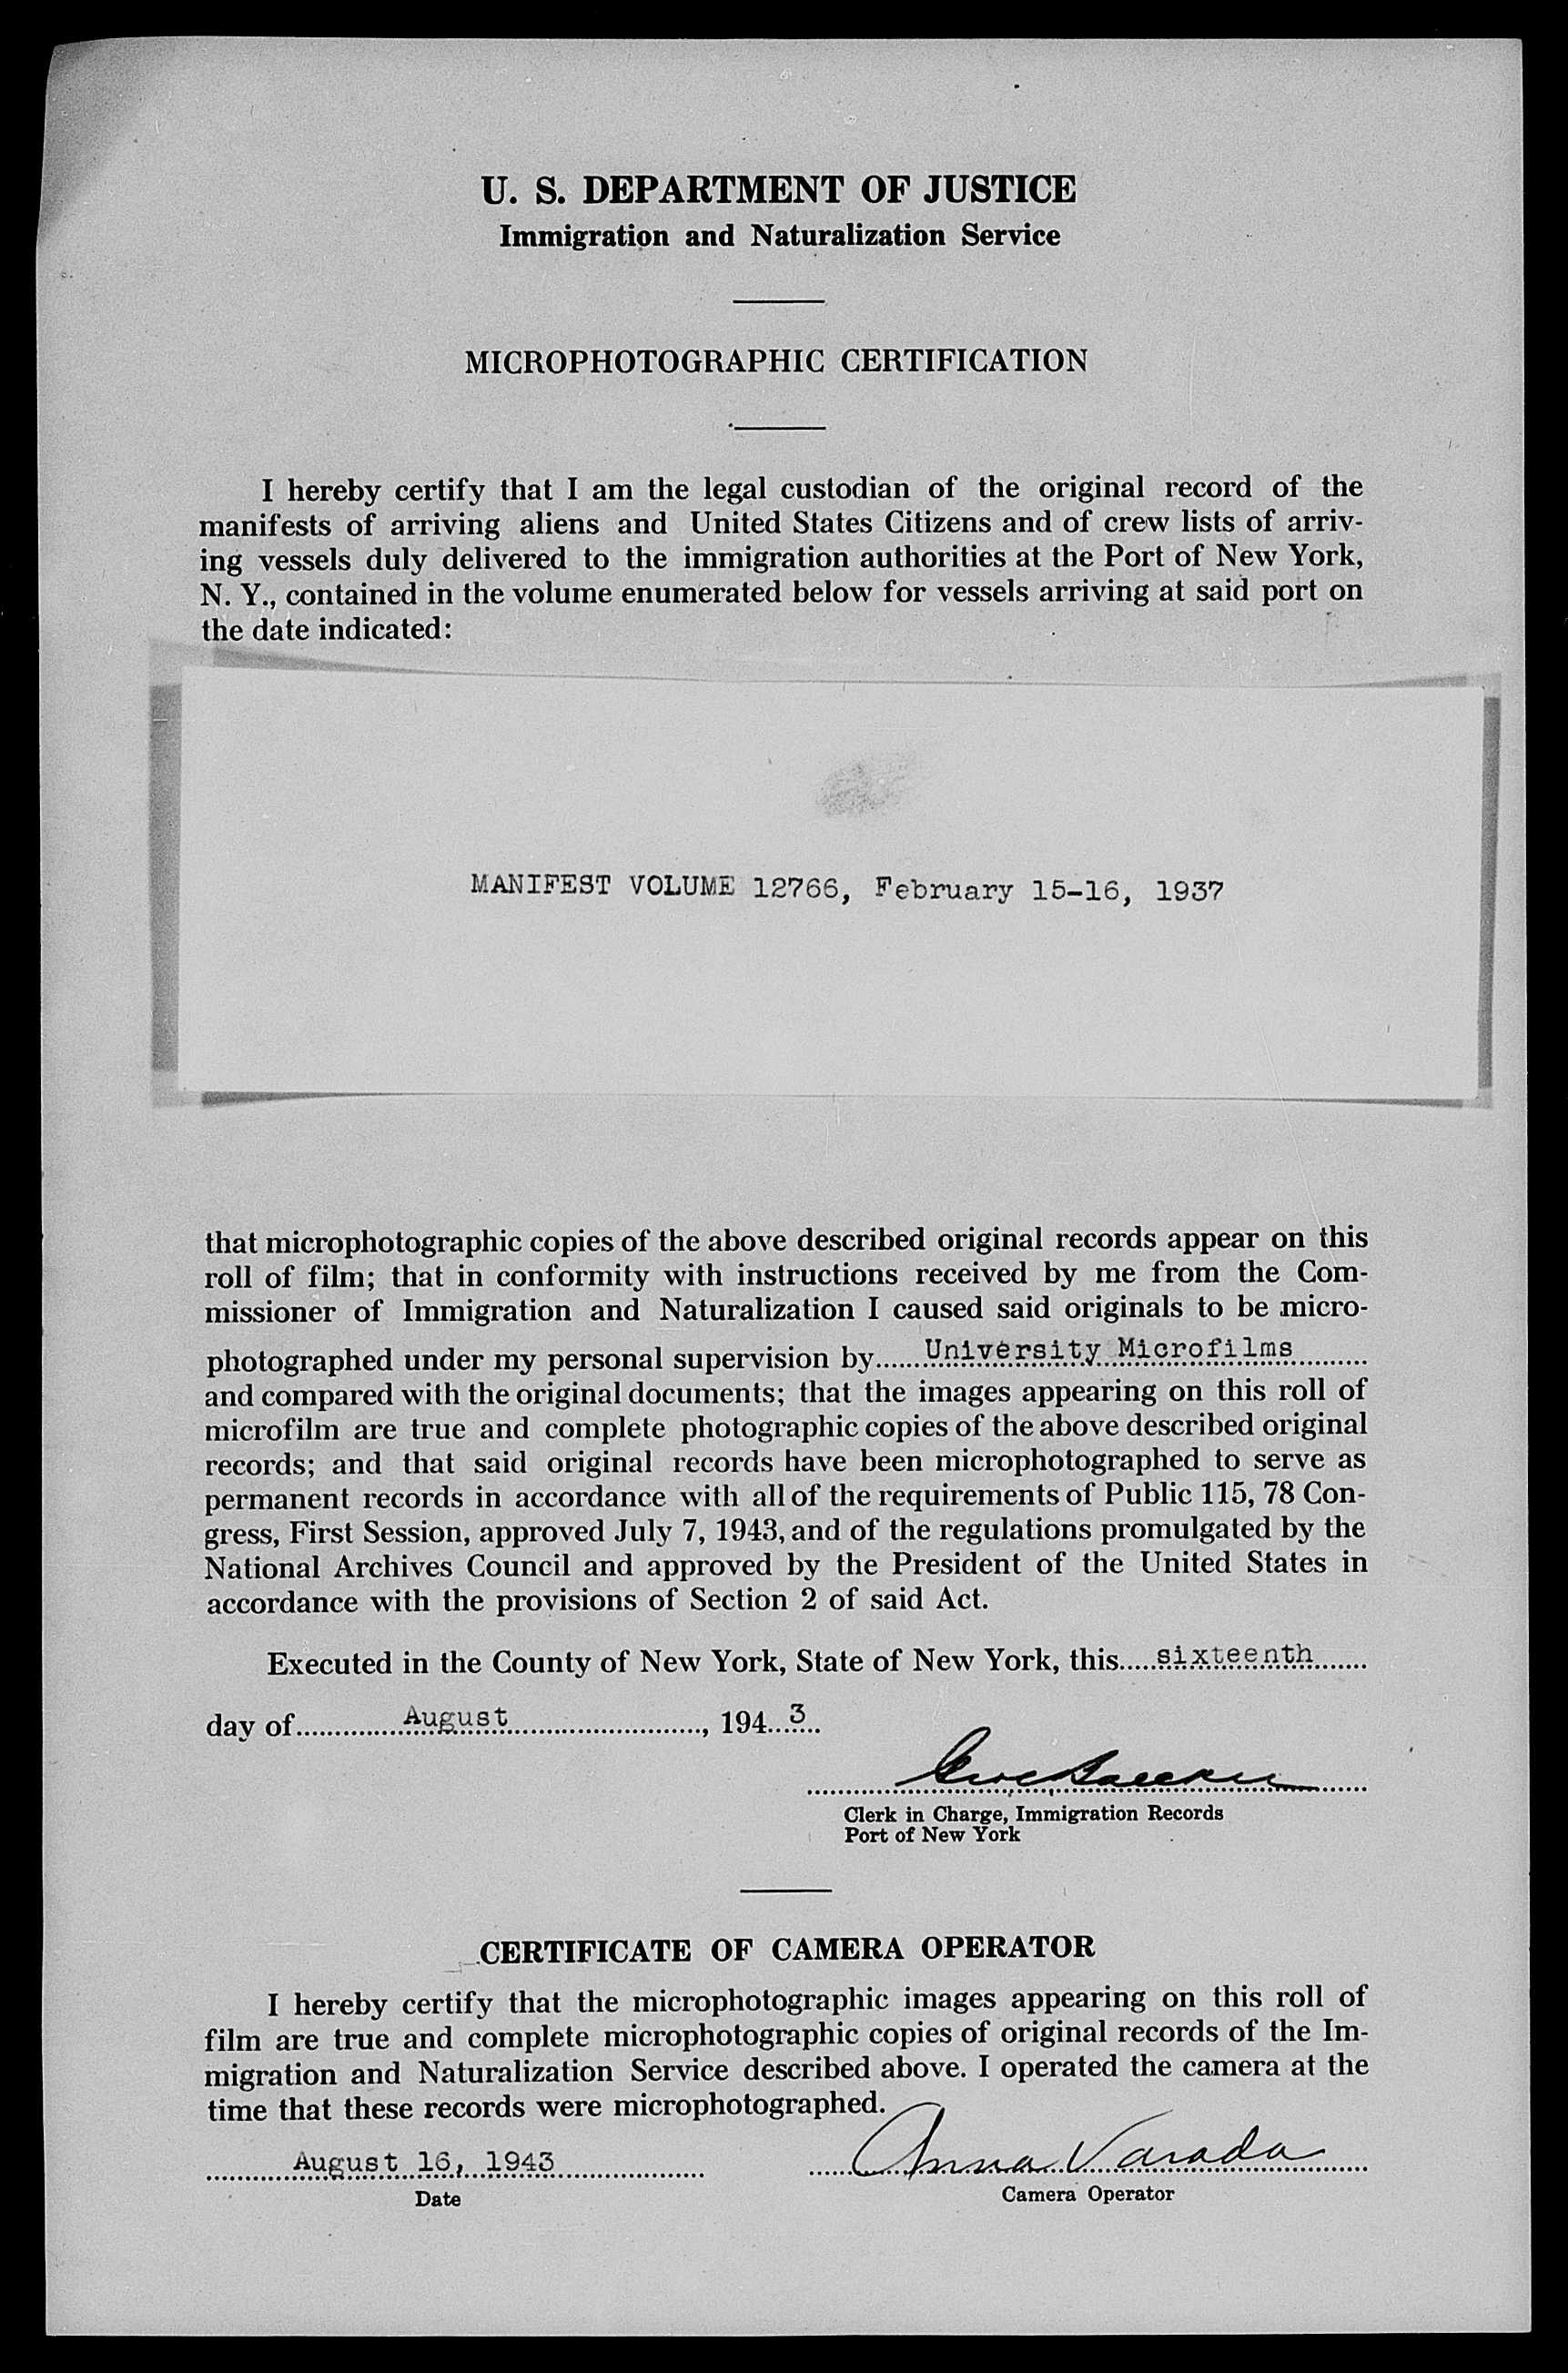 U. S. DEPARTMENT OF JUSTICE
Immigration and Naturalization Service
MICROPHOTOGRAPHIC CERTIFICATION
I hereby certify that I am the legal custodian of the original record of the
manifests of arriving aliens and United States Citizens and of crew lists of arriv-
ing vessels duly delivered to the immigration authorities at the Port of New York,
N. Y., contained in the volume enumerated below for vessels arriving at said port on
the date indicated:
MANIFEST VOLUME 12766, February 15-16, 1937
that microphotographic copies of the above described original records appear on this
roll of film; that in conformity with instructions received by me from the Com-
missioner of Immigration and Naturalization I caused said originals to be micro-
photographed under my personal supervision by......University Microfilms..........
and compared with the original documents; that the images appearing on this roll of
microfilm are true and complete photographic copies of the above described original
records; and that said original records have been microphotographed to serve as
permanent records in accordance with all of the requirements of Public 115, 78 Con-
gress, First Session, approved July 7, 1943, and of the regulations promulgated by the
National Archives Council and approved by the President of the United States in
accordance with the provisions of Section 2 of said Act.
Executed in the County of New York, State of New York, this.....sixteenth.......
day of..............August........................., 194...3..
Clerk in Charge, Immigration Records
Port of New York
CERTIFICATE OF CAMERA OPERATOR
I hereby certify that the microphotographic images appearing on this roll of
film are true and complete microphotographic copies of original records of the Im-
migration and Naturalization Service described above. I operated the camera at the
time that these records were microphotographed.
August 16, 1943 Anna Varada
Date Camera Operator